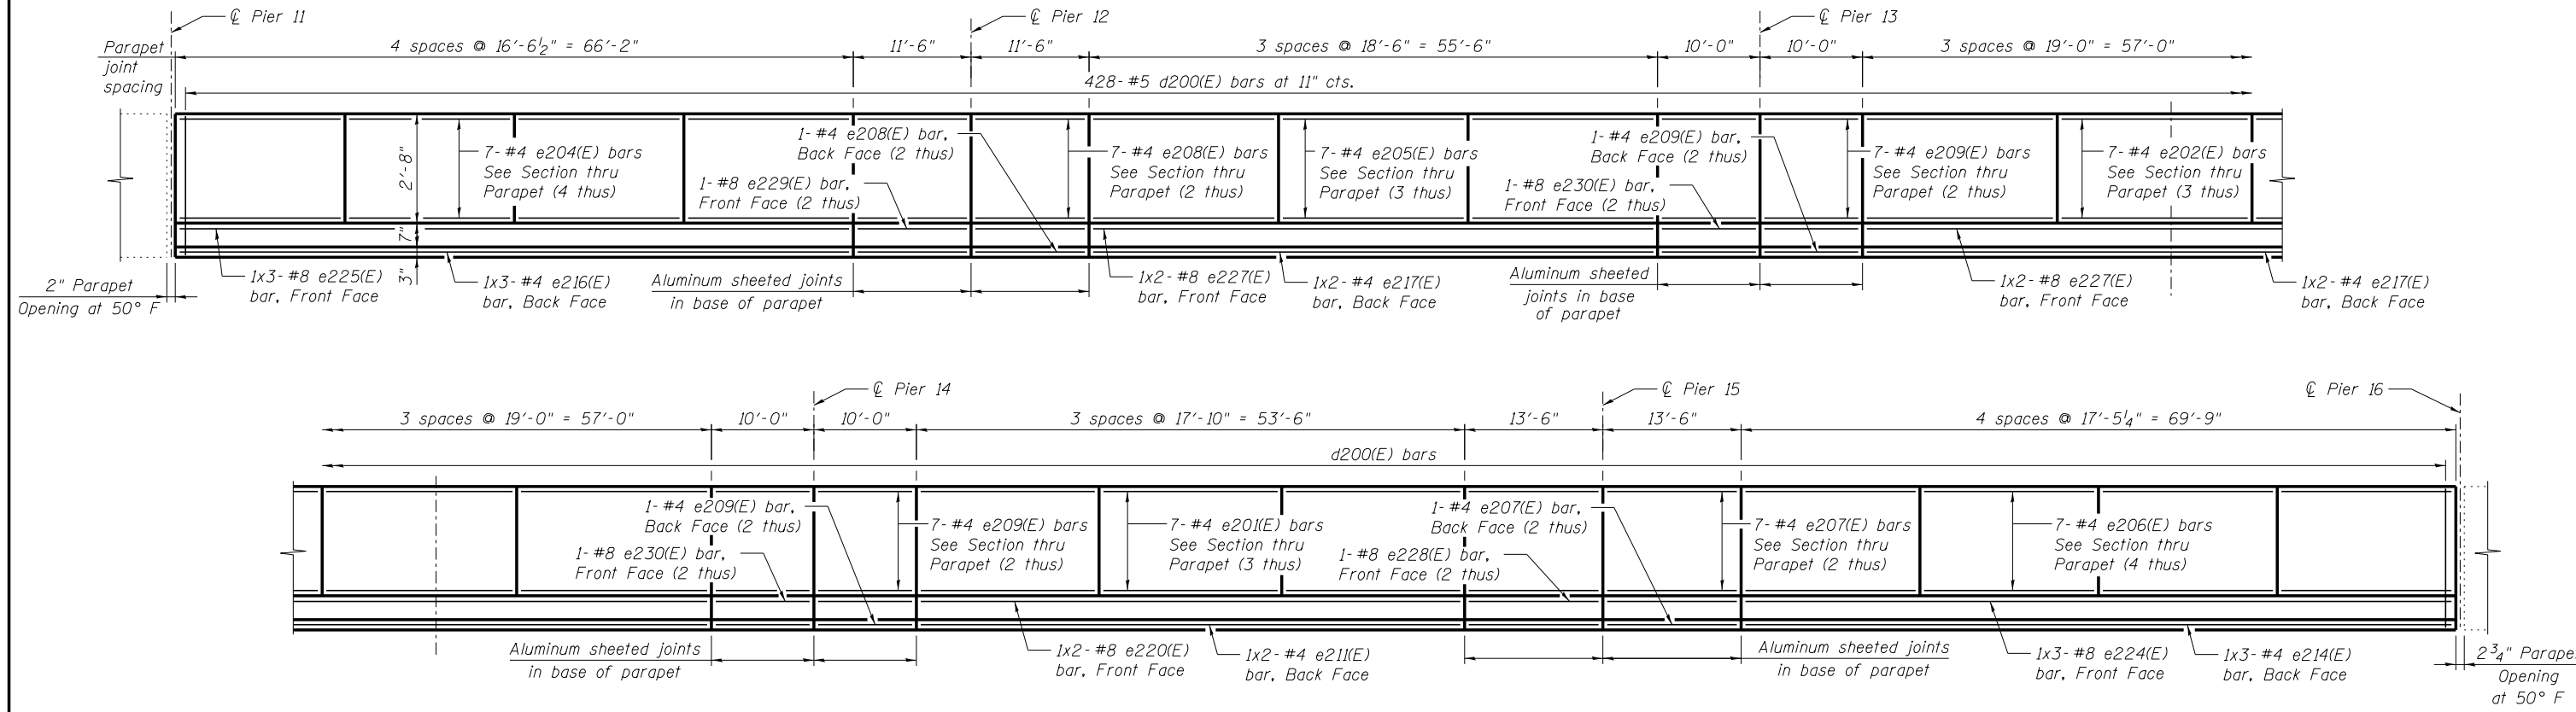 ℄ Pier 11
℄ Pier 12
℄ Pier 13
Parapet
joint
spacing
4 spaces @ 16'-6½" = 66'-2"
11'-6"
11'-6"
3 spaces @ 18'-6" = 55'-6"
10'-0"
10'-0"
3 spaces @ 19'-0" = 57'-0"
428-#5 d200(E) bars at 11" cts.
2'-8"
7"
3"
7-#4 e204(E) bars
See Section thru
Parapet (4 thus)
1-#4 e208(E) bar,
Back Face (2 thus)
1-#8 e229(E) bar,
Front Face (2 thus)
7-#4 e208(E) bars
See Section thru
Parapet (2 thus)
7-#4 e205(E) bars
See Section thru
Parapet (3 thus)
1-#4 e209(E) bar,
Back Face (2 thus)
1-#8 e230(E) bar,
Front Face (2 thus)
7-#4 e209(E) bars
See Section thru
Parapet (2 thus)
7-#4 e202(E) bars
See Section thru
Parapet (3 thus)
2" Parapet
Opening at 50° F
1x3-#8 e225(E)
bar, Front Face
1x3-#4 e216(E)
bar, Back Face
Aluminum sheeted joints
in base of parapet
1x2-#8 e227(E)
bar, Front Face
1x2-#4 e217(E)
bar, Back Face
Aluminum sheeted
joints in base
of parapet
1x2-#8 e227(E)
bar, Front Face
1x2-#4 e217(E)
bar, Back Face
℄ Pier 14
℄ Pier 15
℄ Pier 16
3 spaces @ 19'-0" = 57'-0"
10'-0"
10'-0"
3 spaces @ 17'-10" = 53'-6"
13'-6"
13'-6"
4 spaces @ 17'-5¼" = 69'-9"
d200(E) bars
1-#4 e209(E) bar,
Back Face (2 thus)
1-#8 e230(E) bar,
Front Face (2 thus)
7-#4 e209(E) bars
See Section thru
Parapet (2 thus)
7-#4 e201(E) bars
See Section thru
Parapet (3 thus)
1-#4 e207(E) bar,
Back Face (2 thus)
1-#8 e228(E) bar,
Front Face (2 thus)
7-#4 e207(E) bars
See Section thru
Parapet (2 thus)
7-#4 e206(E) bars
See Section thru
Parapet (4 thus)
Aluminum sheeted joints
in base of parapet
1x2-#8 e220(E)
bar, Front Face
1x2-#4 e211(E)
bar, Back Face
Aluminum sheeted joints
in base of parapet
1x3-#8 e224(E)
bar, Front Face
1x3-#4 e214(E)
bar, Back Face
2¾" Parape
Opening
at 50° F